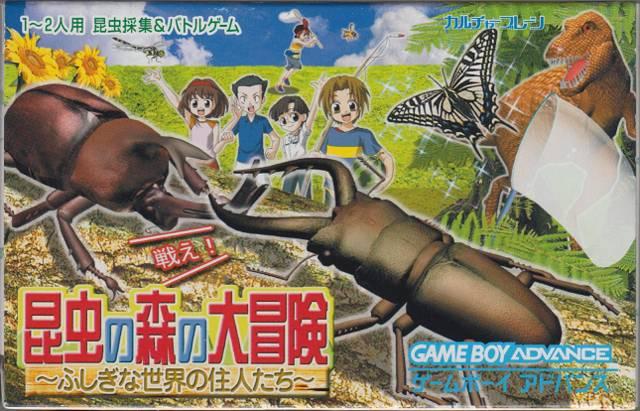 1～2人用 昆虫採集&バトルゲーム
カルチャーブレーン
戦え!
昆虫の森の大冒険
～ふしぎな世界の住人たち～
GAME BOY ADVANCE
ゲームボーイアドバンス